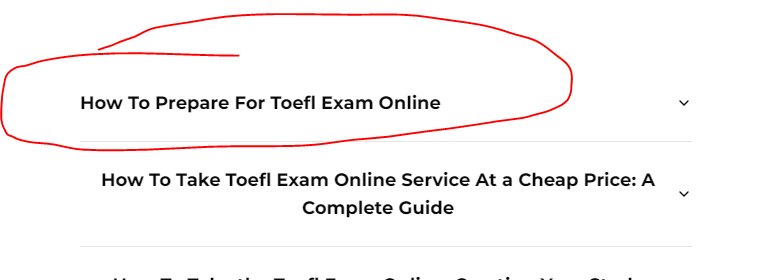 How To Prepare For Toefl Exam Online
How To Take Toefl Exam Online Service At a Cheap Price: A
Complete Guide